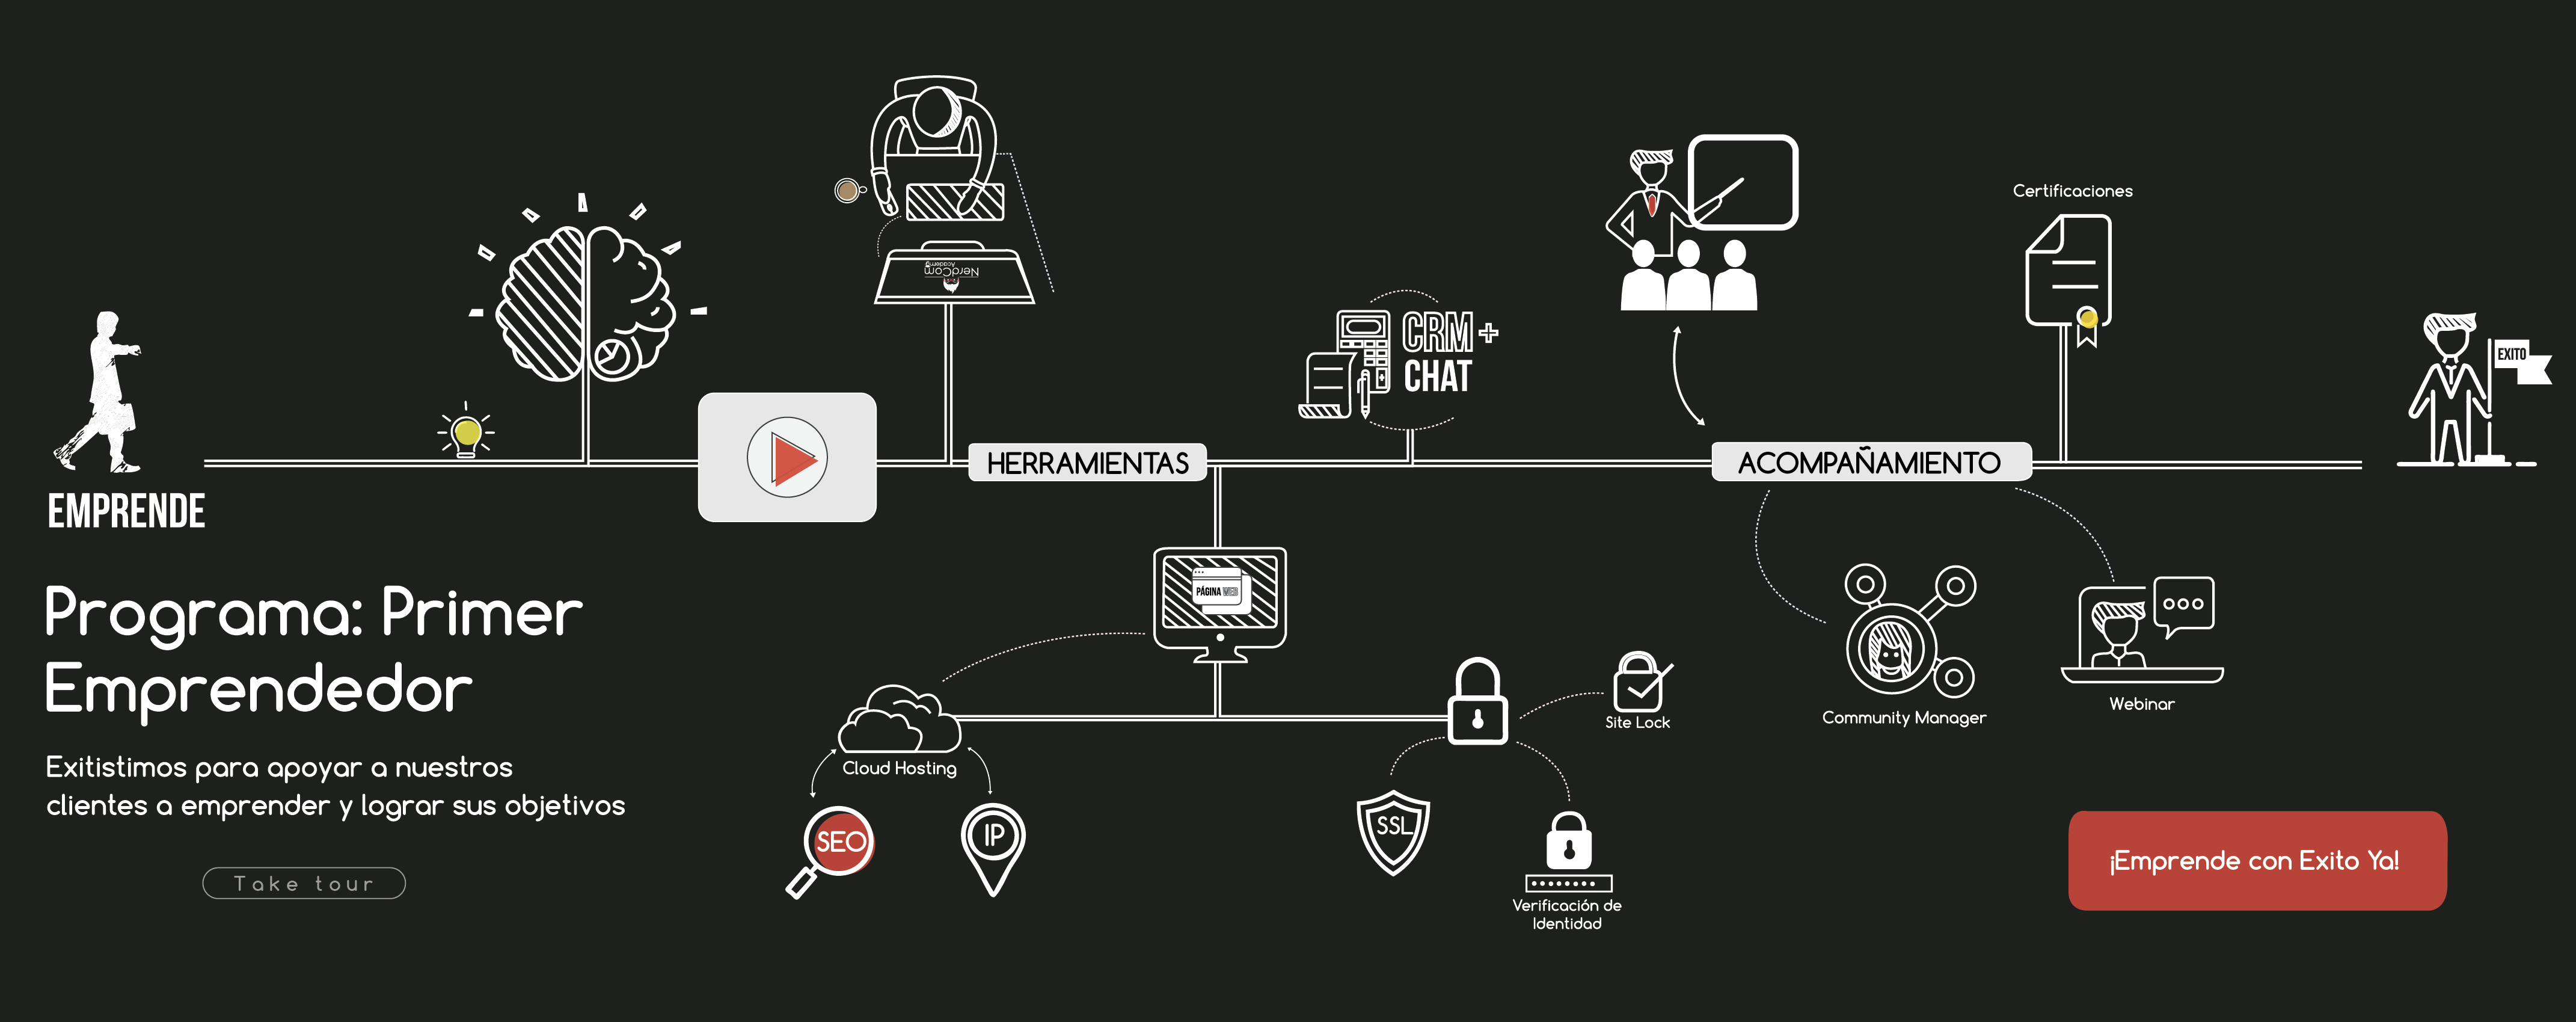 EMPRENDE
Programa: Primer
Emprendedor
Exitistimos para apoyar a nuestros
clientes a emprender y lograr sus objetivos
Take tour
NerdCom
Academy
HERRAMIENTAS
PÁGINA WEB
Cloud Hosting
SEO
IP
CRM +
CHAT
SSL
Site Lock
Verificación de
Identidad
ACOMPAÑAMIENTO
Certificaciones
Community Manager
Webinar
EXITO
¡Emprende con Exito Ya!